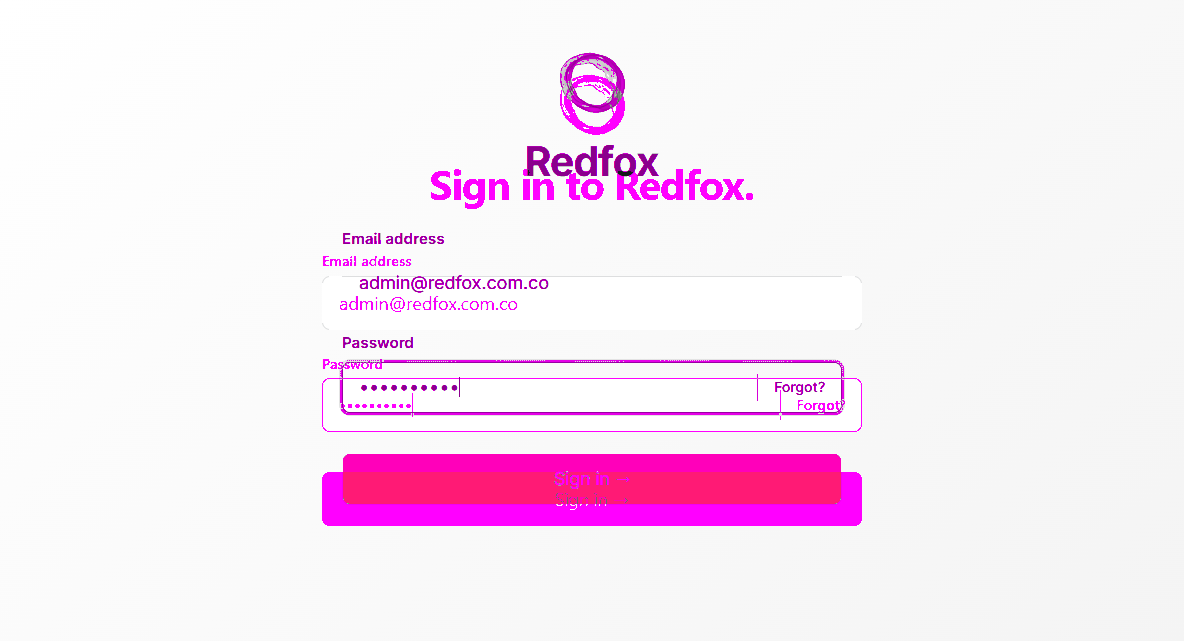 Redfox
Sign in to Redfox.
Email address
Email address
admin@redfox.com.co
admin@redfox.com.co
Password
Password
Forgot?
Forgot?
Sign in →
Sign in →